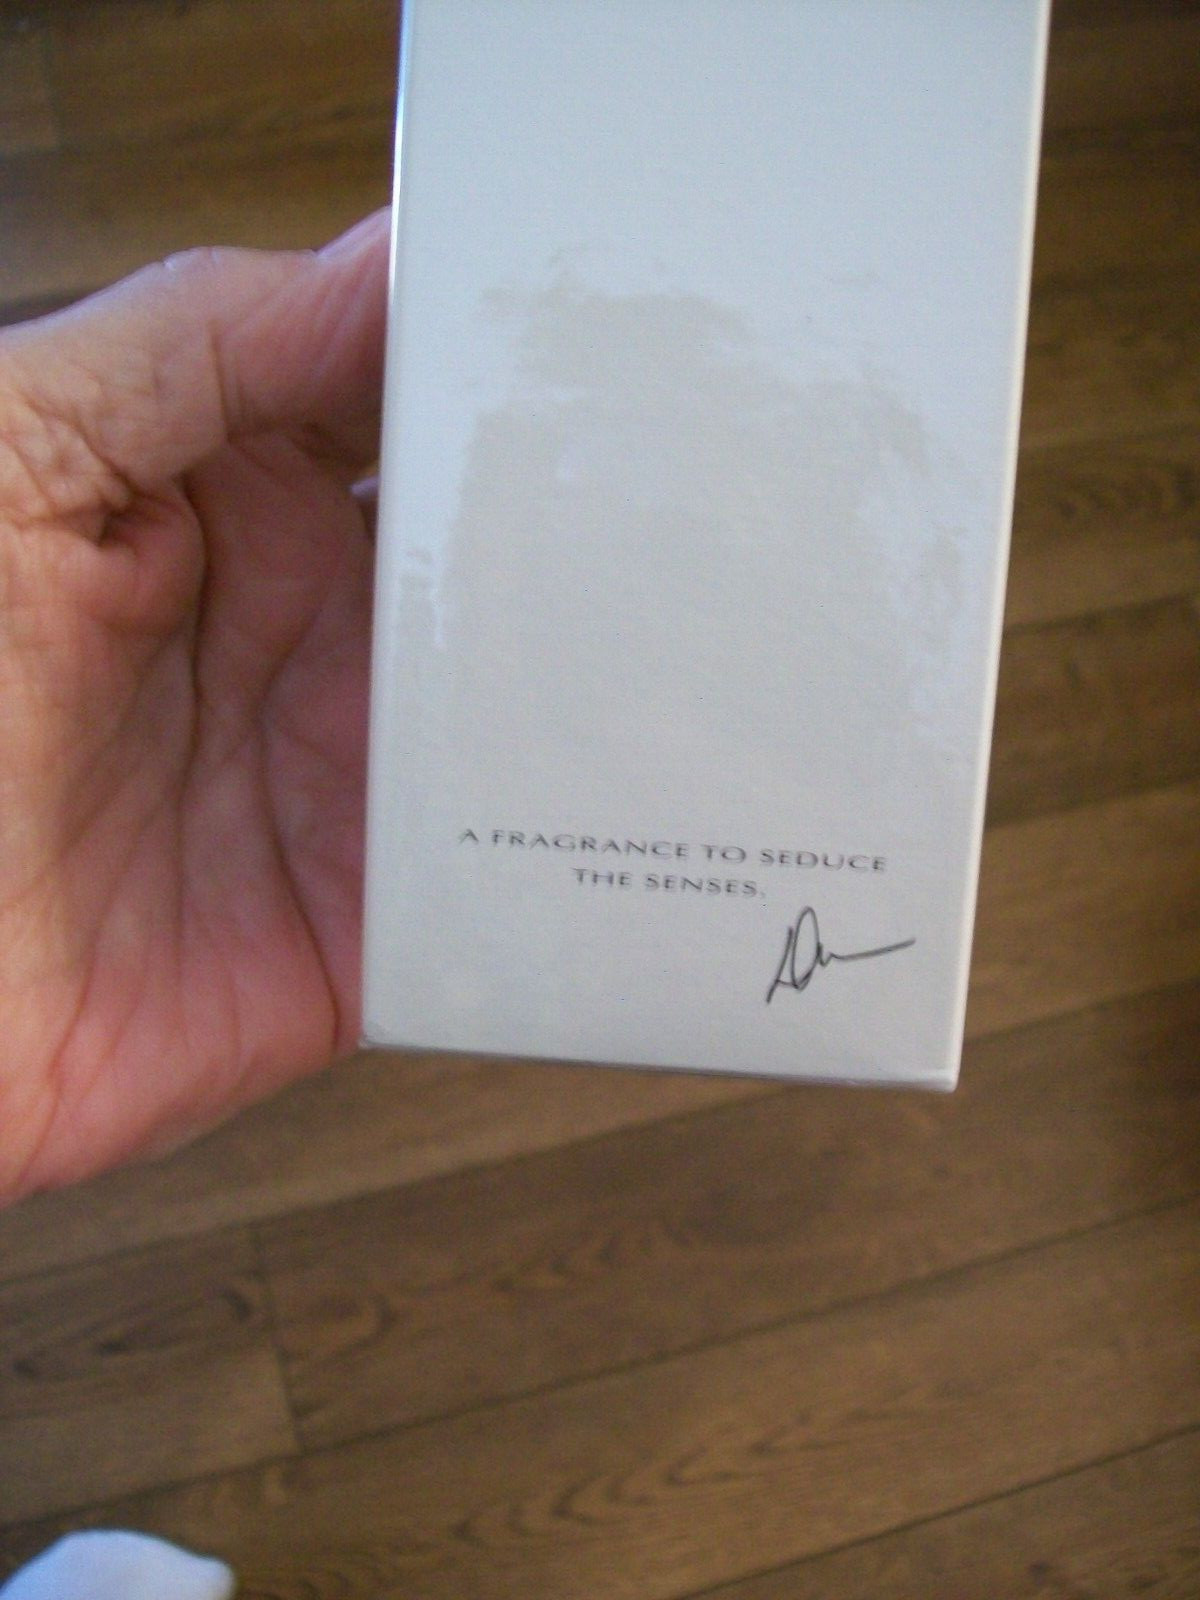 A FRAGRANCE TO SEDUCE
THE SENSES,